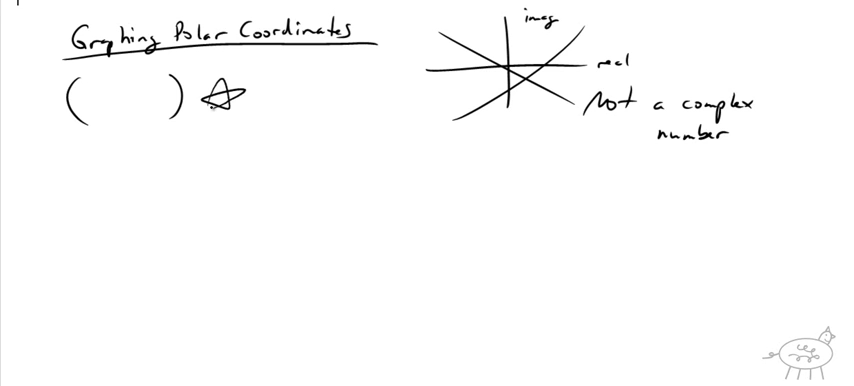 Graphing Polar Coordinates
( )
imag
real
Not a complex
number